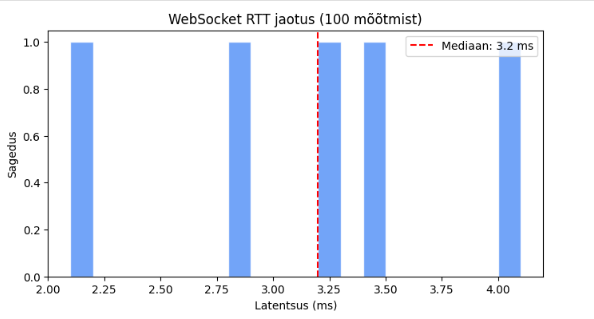 WebSocket RTT jaotus (100 mõõtmist)
Mediaan: 3.2 ms
Sagedus
1.0
0.8
0.6
0.4
0.2
0.0
2.00 2.25 2.50 2.75 3.00 3.25 3.50 3.75 4.00
Latentsus (ms)